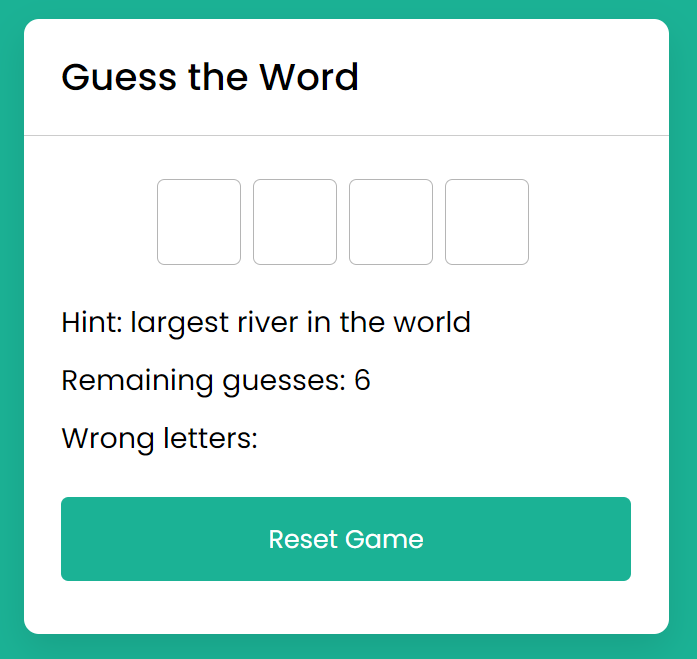 Guess the Word
Hint: largest river in the world
Remaining guesses: 6
Wrong letters:
Reset Game